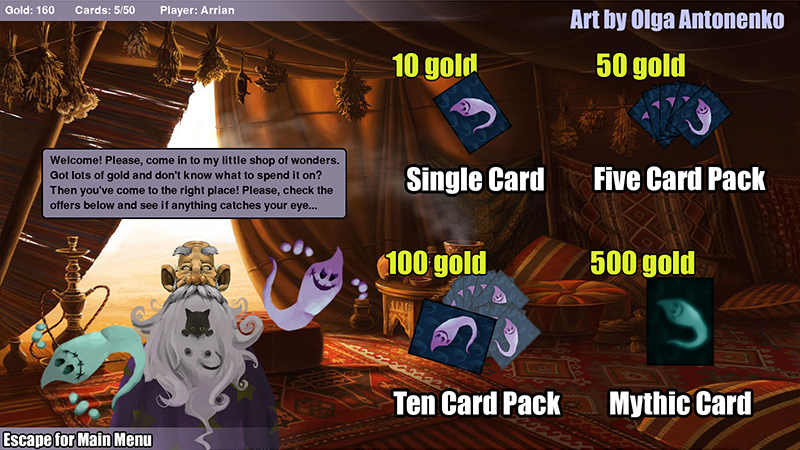 Gold: 160 Cards: 5/50 Player: Arrian
Art by Olga Antonenko
10 gold
50 gold
Welcome! Please, come in to my little shop of wonders.
Got lots of gold and don't know what to spend it on?
Then you've come to the right place! Please, check the
offers below and see if anything catches your eye...
Single Card
Five Card Pack
100 gold
500 gold
Ten Card Pack
Mythic Card
Escape for Main Menu